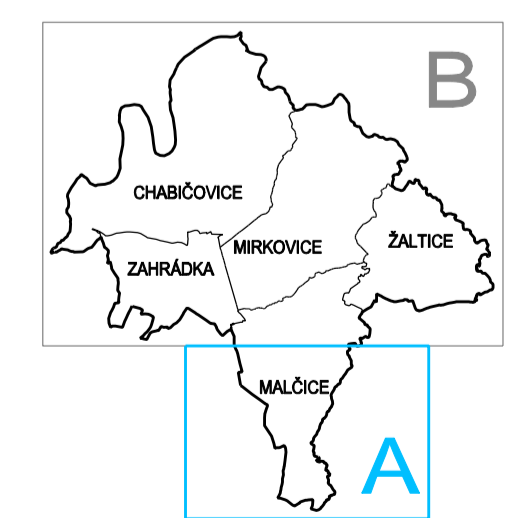 B
CHABIČOVICE
MIRKOVICE
ŽALTICE
ZAHRÁDKA
MALČICE
A